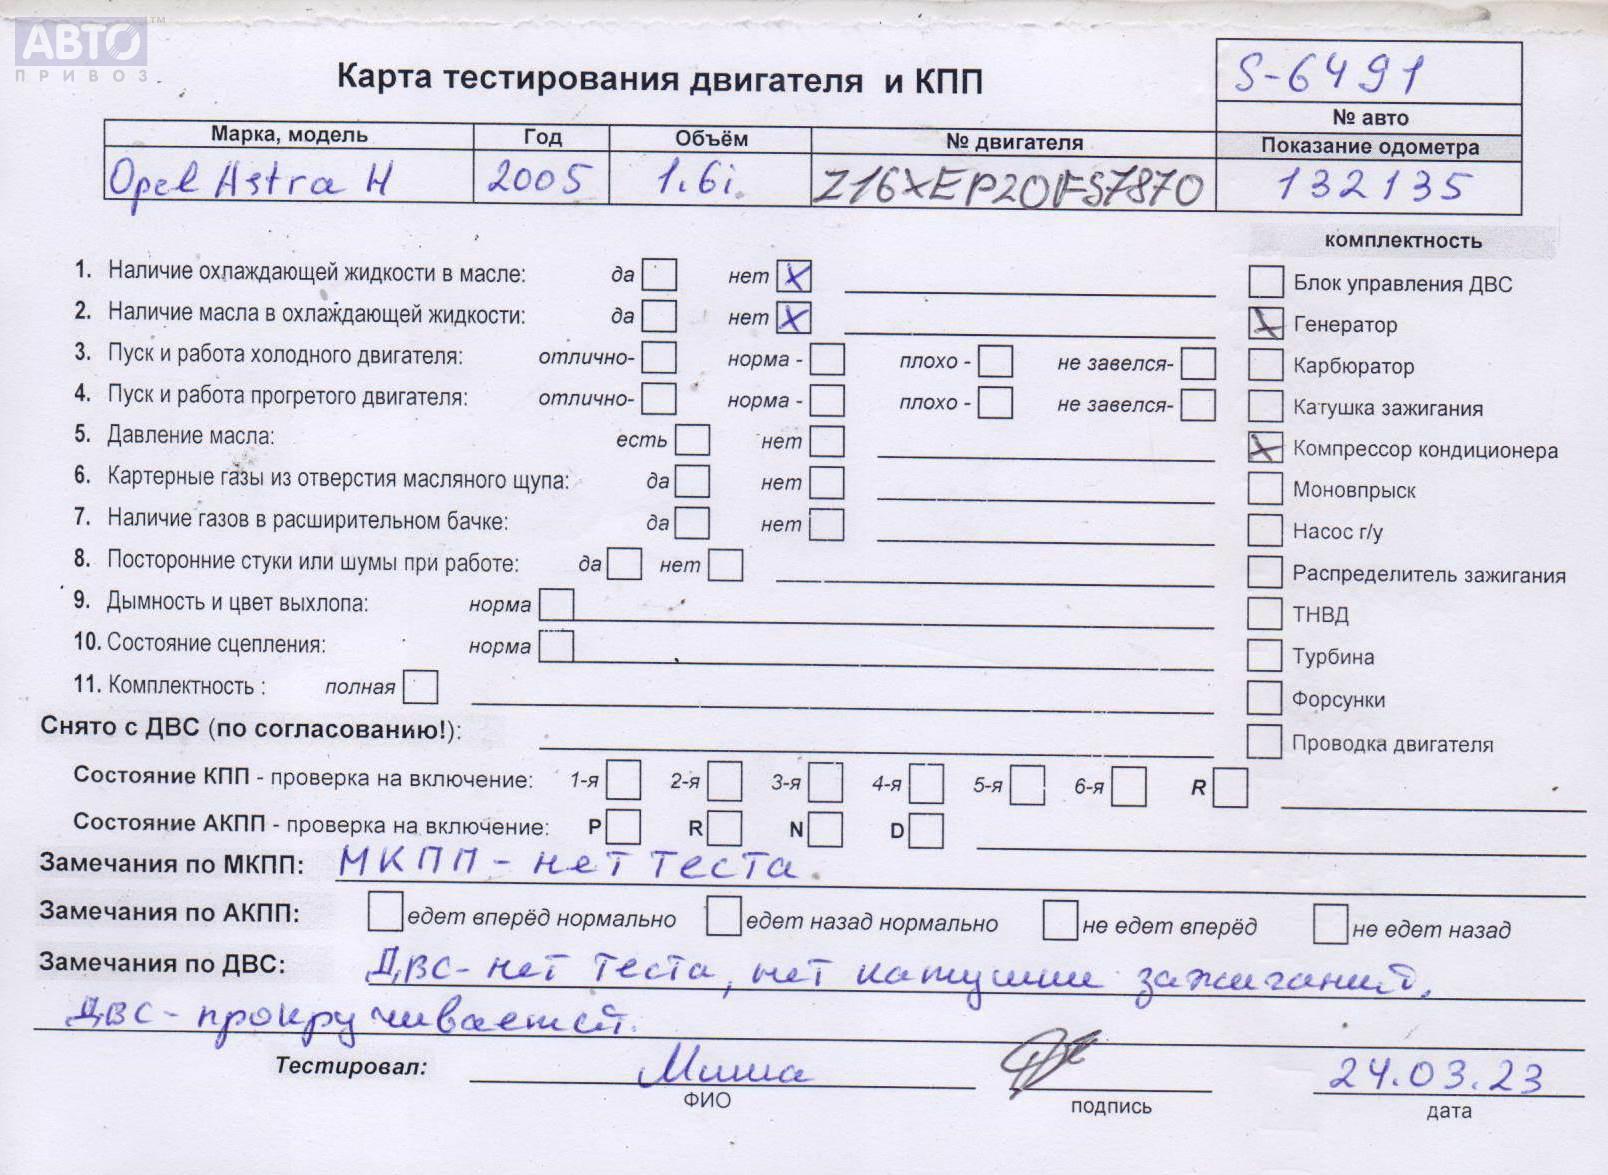 АВТО ™
ПРИВОЗ
Карта тестирования двигателя и КПП
S-6491
№ авто
Марка, модель Год Объём № двигателя Показание одометра
Opel Astra H 2005 1.6i. Z16XEP20FS7870 132135
комплектность
1. Наличие охлаждающей жидкости в масле: да нет X
Блок управления ДВС
2. Наличие масла в охлаждающей жидкости: да нет X
X Генератор
3. Пуск и работа холодного двигателя: отлично- норма - плохо - не завелся-
Карбюратор
4. Пуск и работа прогретого двигателя: отлично- норма - плохо - не завелся-
Катушка зажигания
5. Давление масла: есть нет
X Компрессор кондиционера
6. Картерные газы из отверстия масляного щупа: да нет
Моновпрыск
7. Наличие газов в расширительном бачке: да нет
Насос г/у
8. Посторонние стуки или шумы при работе: да нет
Распределитель зажигания
9. Дымность и цвет выхлопа: норма
ТНВД
10. Состояние сцепления: норма
Турбина
11. Комплектность : полная
Форсунки
Снято с ДВС (по согласованию!):
Проводка двигателя
Состояние КПП - проверка на включение: 1-я 2-я 3-я 4-я 5-я 6-я R
Состояние АКПП - проверка на включение: P R N D
Замечания по МКПП: МКПП - нет теста.
Замечания по АКПП: едет вперёд нормально едет назад нормально не едет вперёд не едет назад
Замечания по ДВС: ДВС - нет теста, нет катушки зажигания,
ДВС - прокручивается.
Тестировал: Миша 24.03.23
ФИО подпись дата